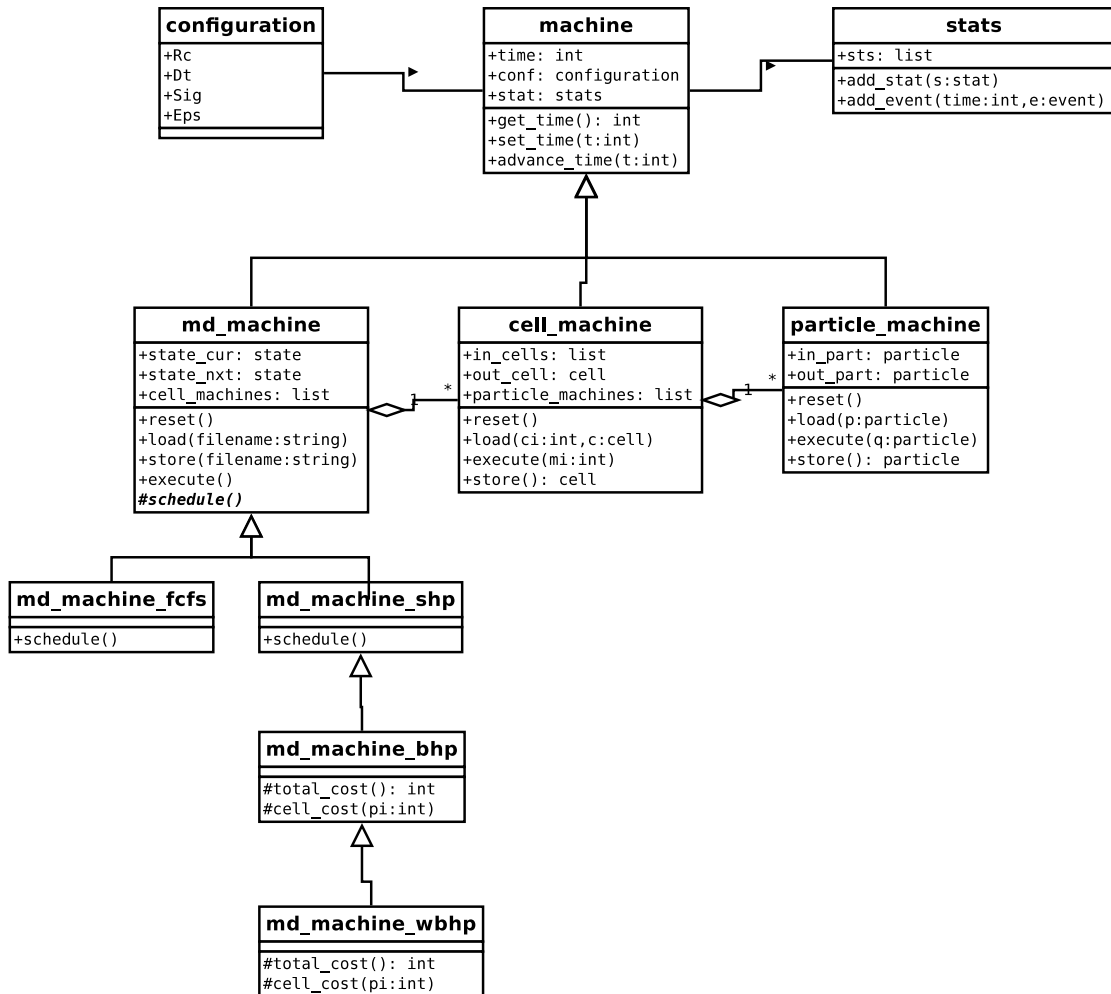 configuration
+Rc
+Dt
+Sig
+Eps
machine
+time: int
+conf: configuration
+stat: stats
+get_time(): int
+set_time(t:int)
+advance_time(t:int)
stats
+sts: list
+add_stat(s:stat)
+add_event(time:int,e:event)
md_machine
+state_cur: state
+state_nxt: state
+cell_machines: list
+reset()
+load(filename:string)
+store(filename:string)
+execute()
#schedule()
1
*
cell_machine
+in_cells: list
+out_cell: cell
+particle_machines: list
+reset()
+load(ci:int,c:cell)
+execute(mi:int)
+store(): cell
1
*
particle_machine
+in_part: particle
+out_part: particle
+reset()
+load(p:particle)
+execute(q:particle)
+store(): particle
md_machine_fcfs
+schedule()
md_machine_shp
+schedule()
md_machine_bhp
#total_cost(): int
#cell_cost(pi:int)
md_machine_wbhp
#total_cost(): int
#cell_cost(pi:int)